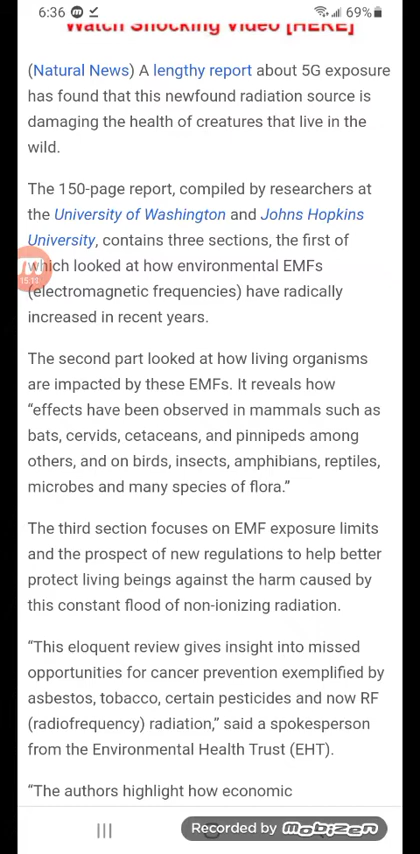 6:36 69%
Watch Shocking Video [HERE]
(Natural News) A lengthy report about 5G exposure
has found that this newfound radiation source is
damaging the health of creatures that live in the
wild.
The 150-page report, compiled by researchers at
the University of Washington and Johns Hopkins
University, contains three sections, the first of
which looked at how environmental EMFs
15:12
(electromagnetic frequencies) have radically
increased in recent years.
The second part looked at how living organisms
are impacted by these EMFs. It reveals how
“effects have been observed in mammals such as
bats, cervids, cetaceans, and pinnipeds among
others, and on birds, insects, amphibians, reptiles,
microbes and many species of flora.”
The third section focuses on EMF exposure limits
and the prospect of new regulations to help better
protect living beings against the harm caused by
this constant flood of non-ionizing radiation.
“This eloquent review gives insight into missed
opportunities for cancer prevention exemplified by
asbestos, tobacco, certain pesticides and now RF
(radiofrequency) radiation,” said a spokesperson
from the Environmental Health Trust (EHT).
“The authors highlight how economic
Recorded by mobizen